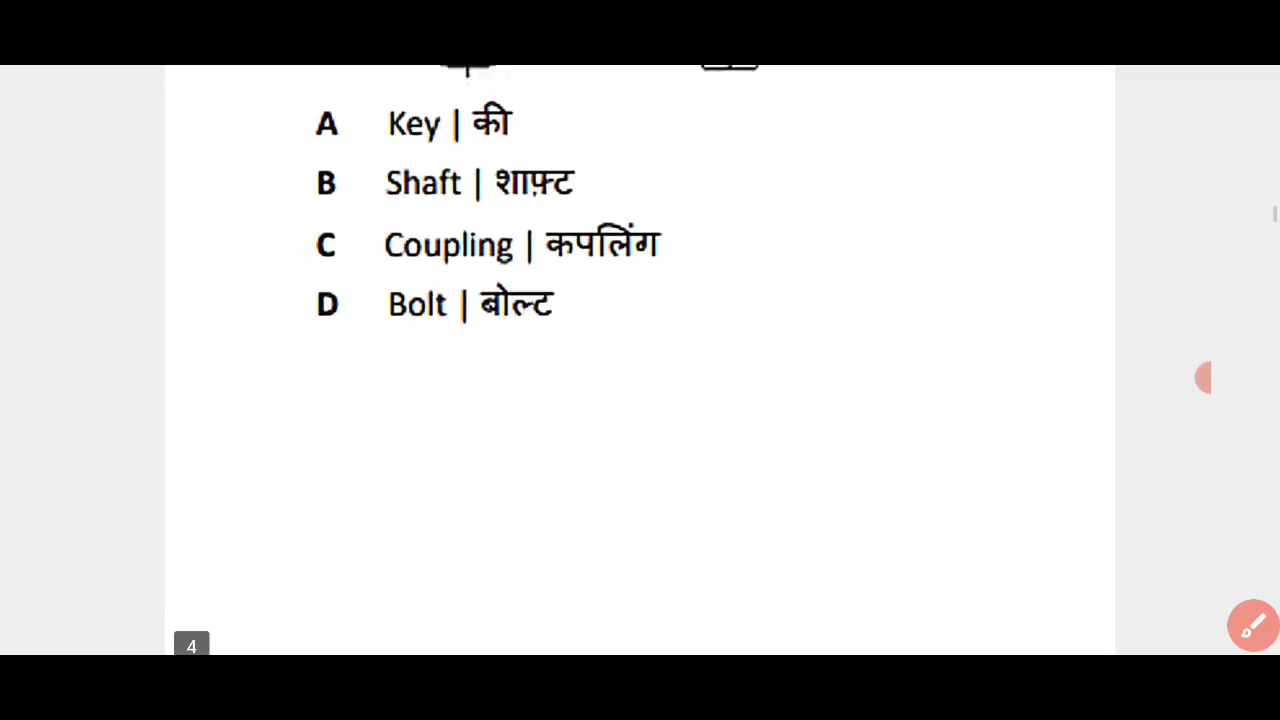 A Key | की
B Shaft | शाफ़्ट
C Coupling | कपलिंग
D Bolt | बोल्ट
4